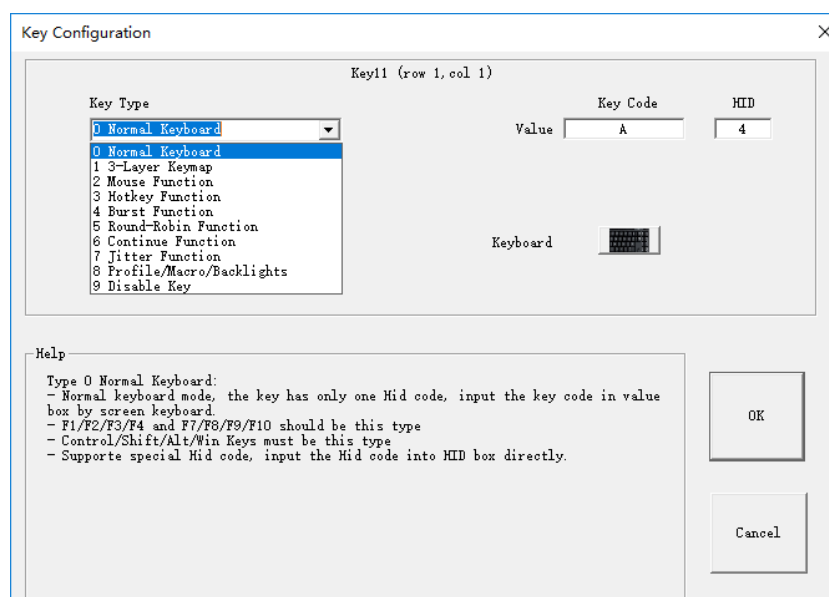 Key Configuration
Key11 (row 1, col 1)
Key Type
Key Code
HID
0 Normal Keyboard
Value
A
4
0 Normal Keyboard
1 3-Layer Keymap
2 Mouse Function
3 Hotkey Function
4 Burst Function
5 Round-Robin Function
6 Continue Function
7 Jitter Function
8 Profile/Macro/Backlights
9 Disable Key
Keyboard
Help
Type 0 Normal Keyboard:
- Normal keyboard mode, the key has only one Hid code, input the key code in value
box by screen keyboard.
- F1/F2/F3/F4 and F7/F8/F9/F10 should be this type
- Control/Shift/Alt/Win Keys must be this type
- Supporte special Hid code, input the Hid code into HID box directly.
OK
Cancel